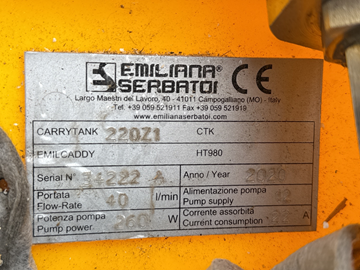 EMILIANA®
SERBATOI CE
Largo Maestri del Lavoro, 40 - 41011 Campogalliano (MO) - Italy
Tel. +39 059 521911 Fax +39 059 521919
www.emilianaserbatoi.com
CARRYTANK 220Z1 CTK
EMILCADDY HT980
Serial N° A Anno / Year
Portata Alimentazione pompa
Flow-Rate 40 l/min Pump supply
Potenza pompa W Corrente assorbita A
Pump power Current consumption